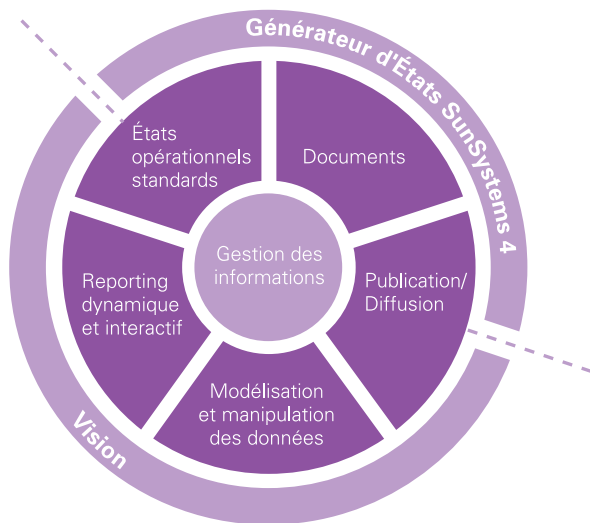 Générateur d'États SunSystems 4
États
opérationnels
standards
Documents
Gestion des
informations
Reporting
dynamique
et interactif
Publication/
Diffusion
Modélisation
et manipulation
des données
Vision